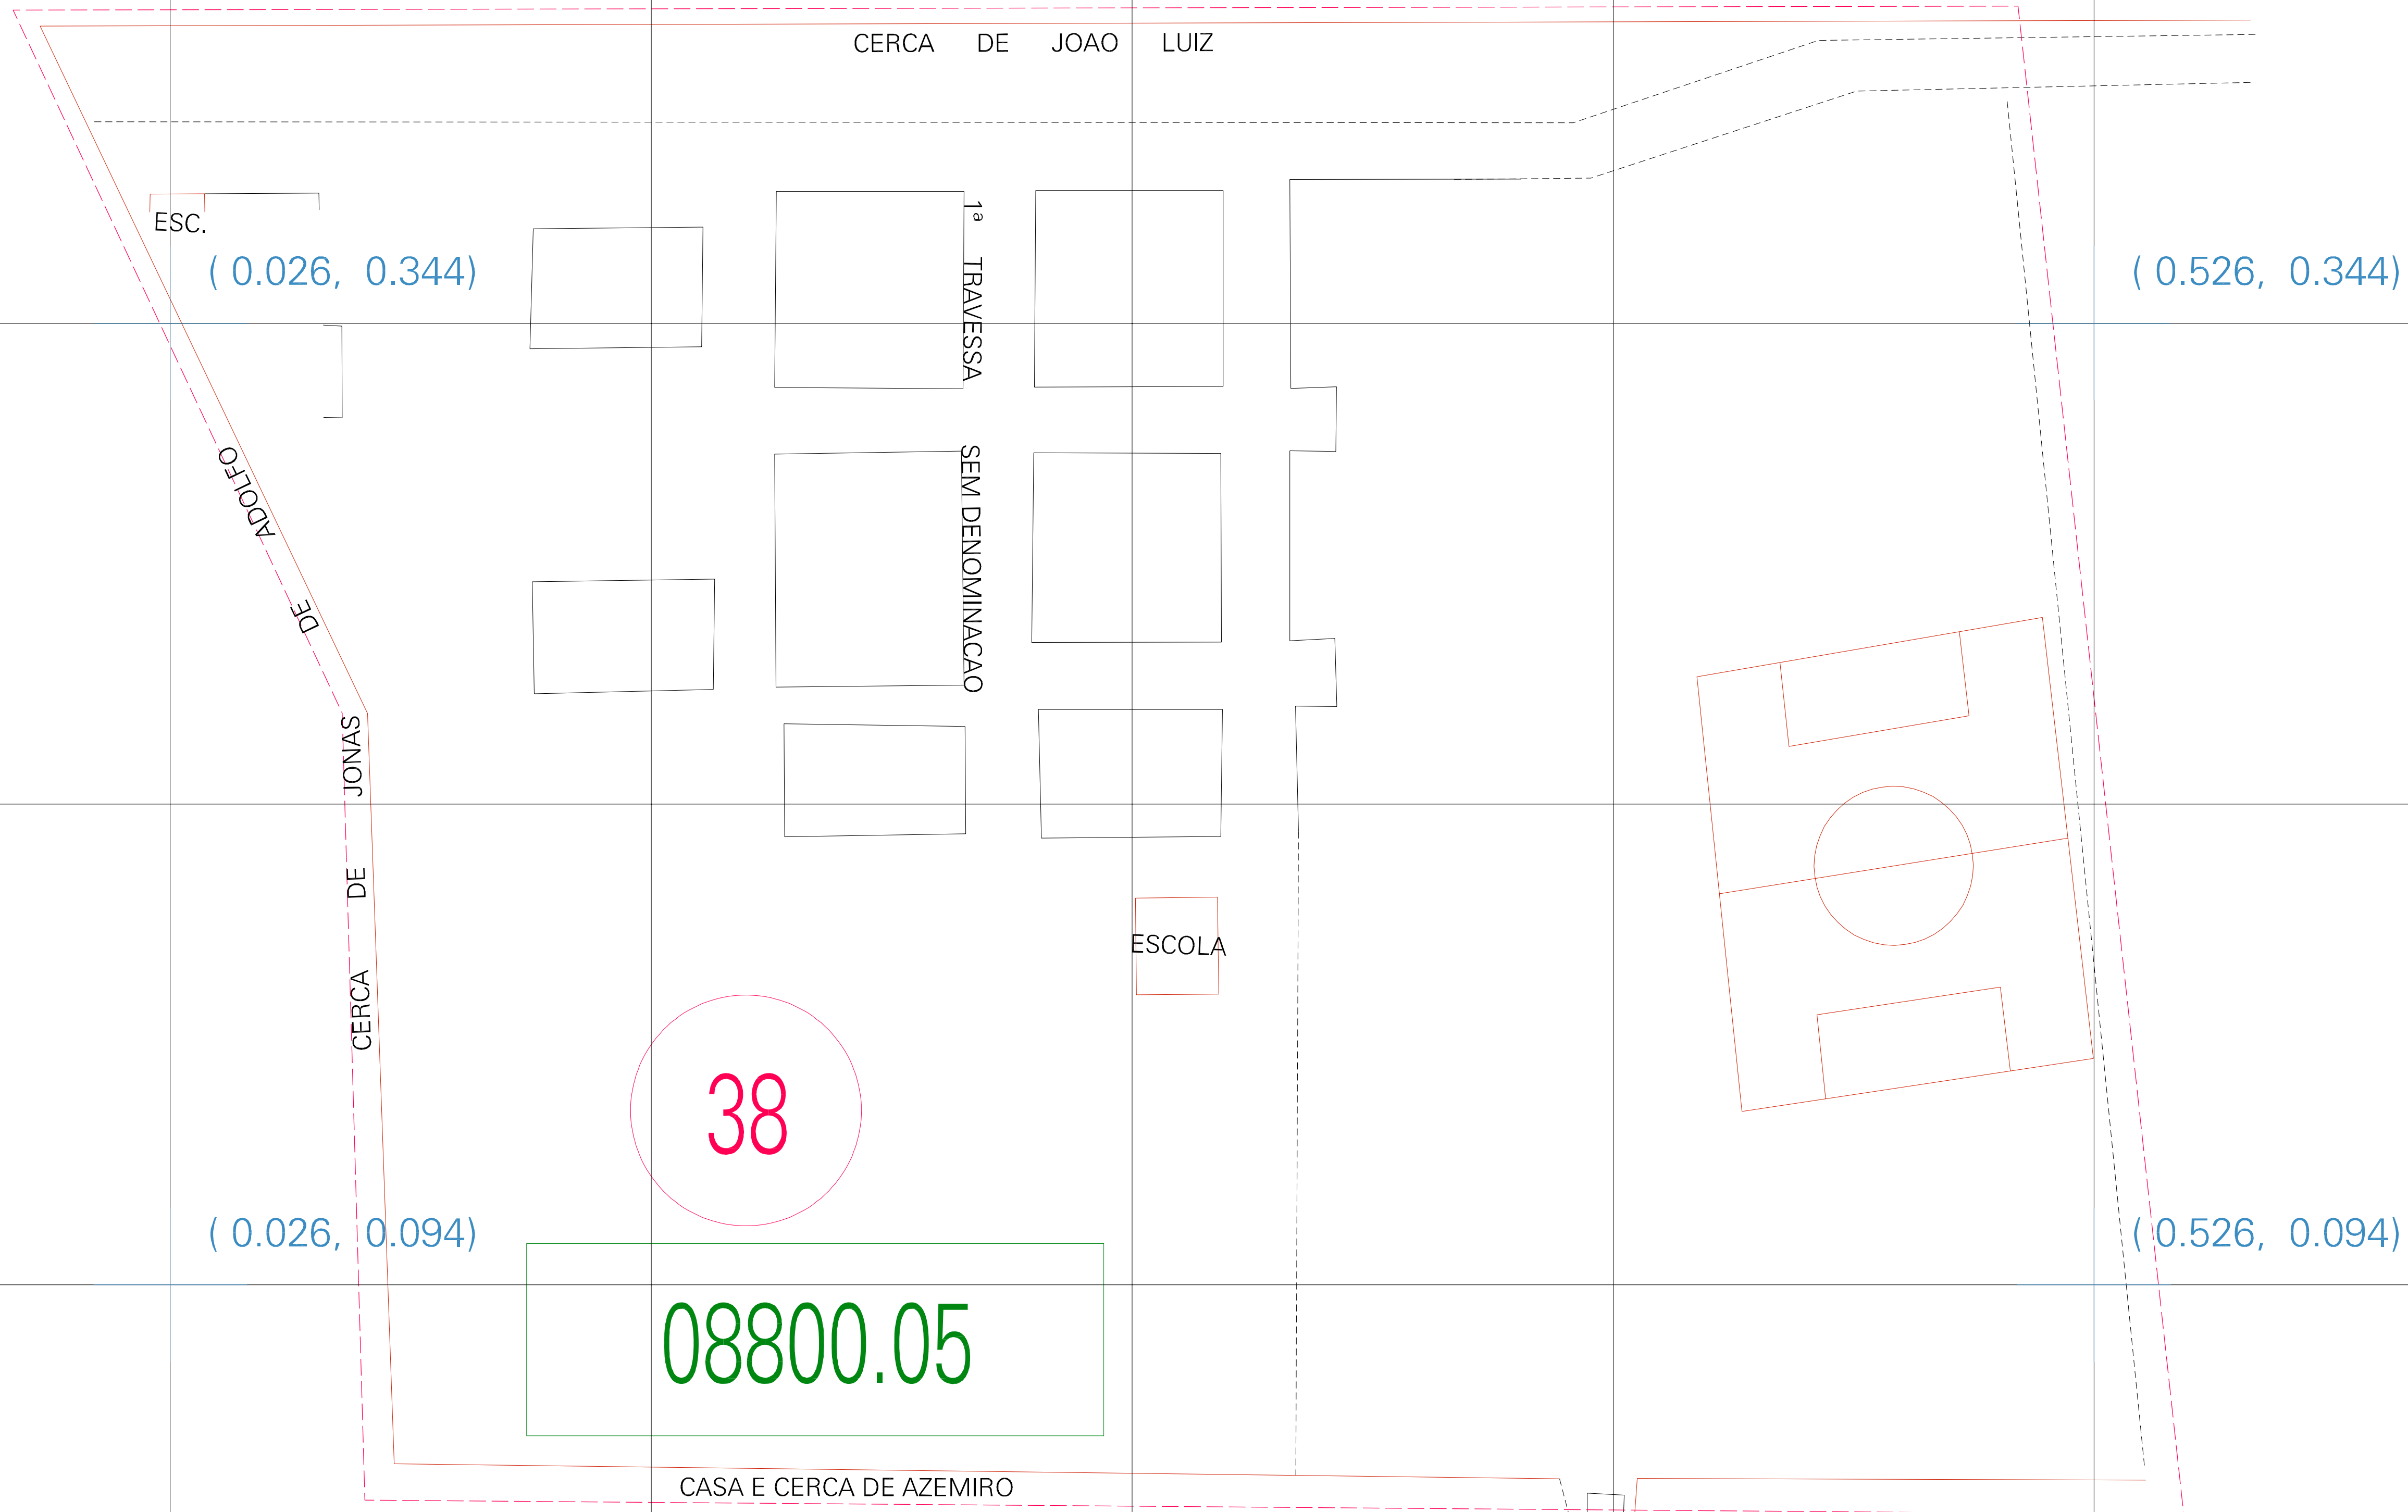 CERCA DE JOAO LUIZ
ESC.
( 0.026, 0.344)
( 0.526, 0.344)
1ª TRAVESSA
SEM DENOMINACAO
CERCA DE JONAS DE ADOLFO
ESCOLA
38
( 0.026, 0.094)
( 0.526, 0.094)
08800.05
CASA E CERCA DE AZEMIRO